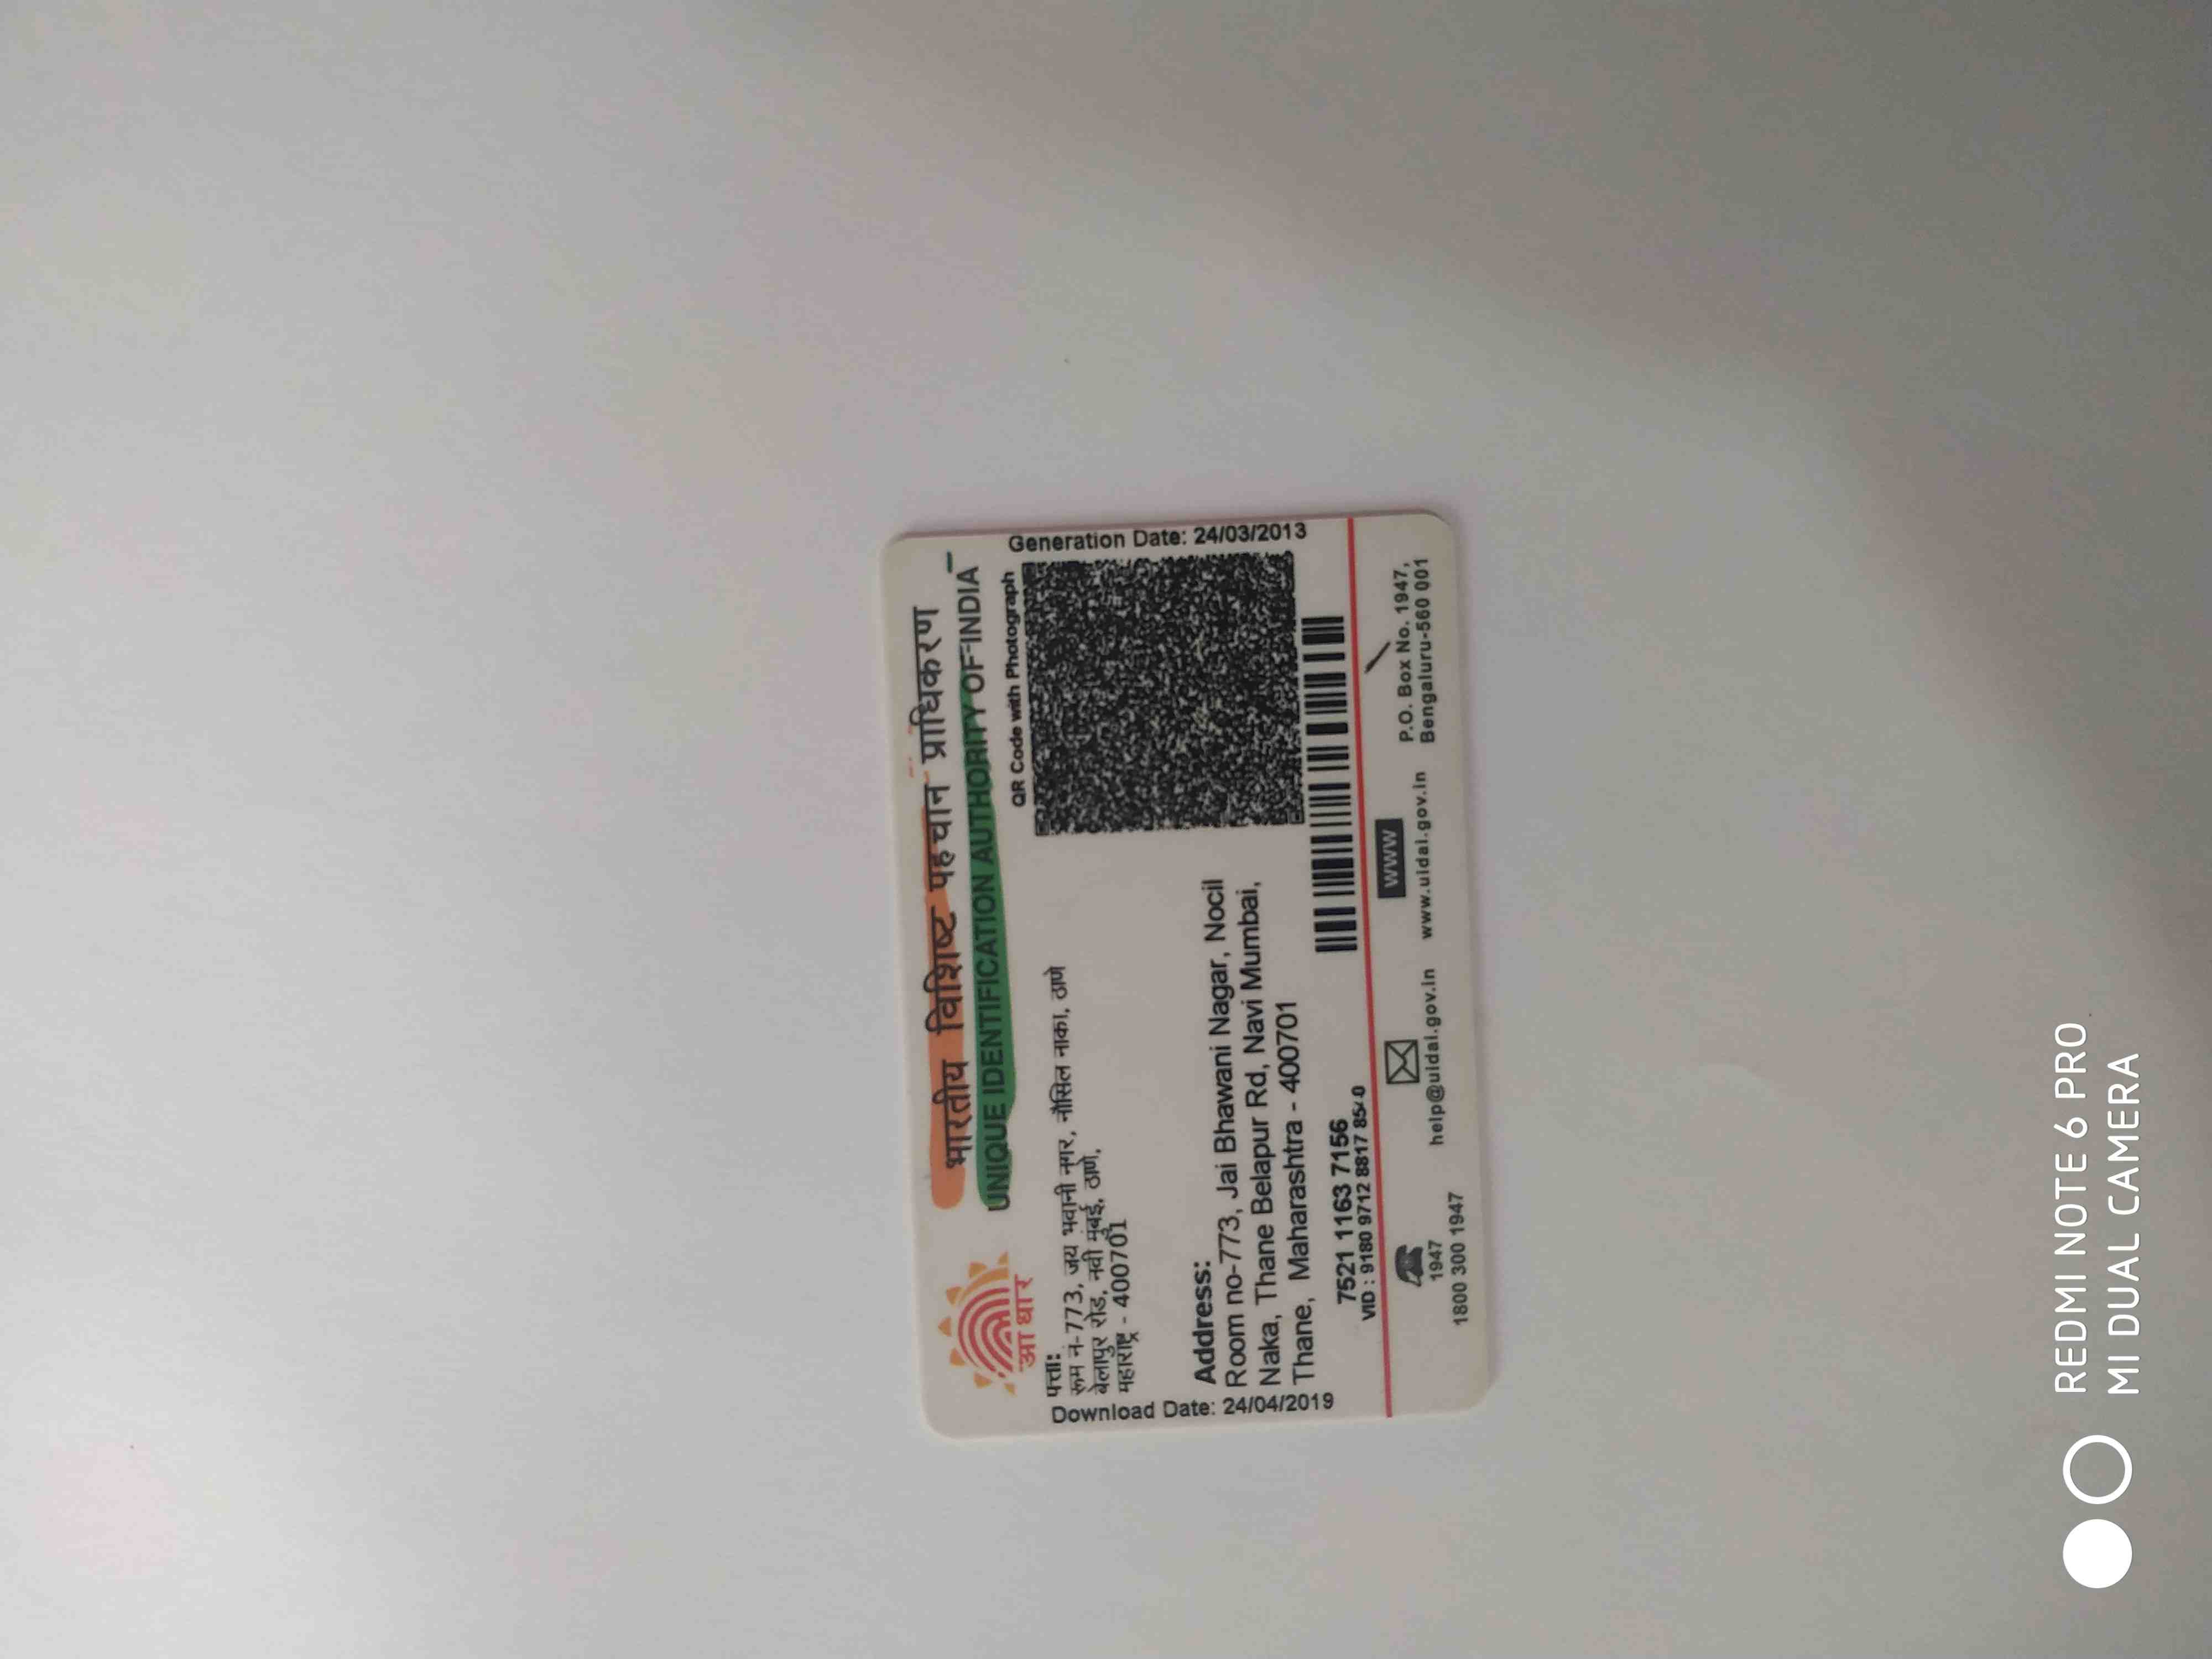 भारतीय विशिष्ट पहचान प्राधिकरण
UNIQUE IDENTIFICATION AUTHORITY OF INDIA
आधार
QR Code with Photograph
Generation Date: 24/03/2013
पत्ता:
रूम नं-773, जय भवानी नगर, नौसिल नाका, ठाणे
बेलापुर रोड, नवी मुंबई, ठाणे,
महाराष्ट्र - 400701
Address:
Room no-773, Jai Bhawani Nagar, Nocil
Naka, Thane Belapur Rd, Navi Mumbai,
Thane, Maharashtra - 400701
Download Date: 24/04/2019
7521 1163 7156
VID : 9180 9712 8817
1947
1800 300 1947
help@uidai.gov.in
www
www.uidai.gov.in
P.O. Box No. 1947,
Bengaluru-560 001
REDMI NOTE 6 PRO
MI DUAL CAMERA